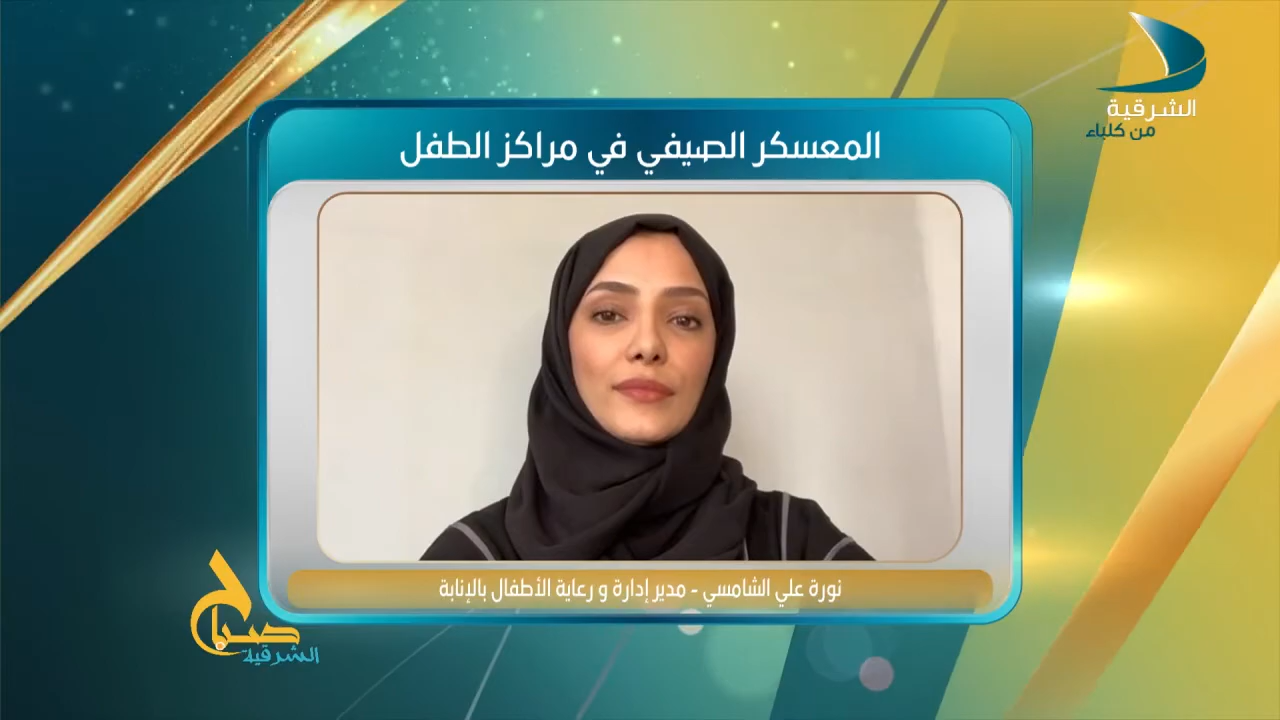 الشرقية
من كلباء
المعسكر الصيفي في مراكز الطفل
نورة علي الشامسي - مدير إدارة و رعاية الأطفال بالإنابة
صباح
الشرقية